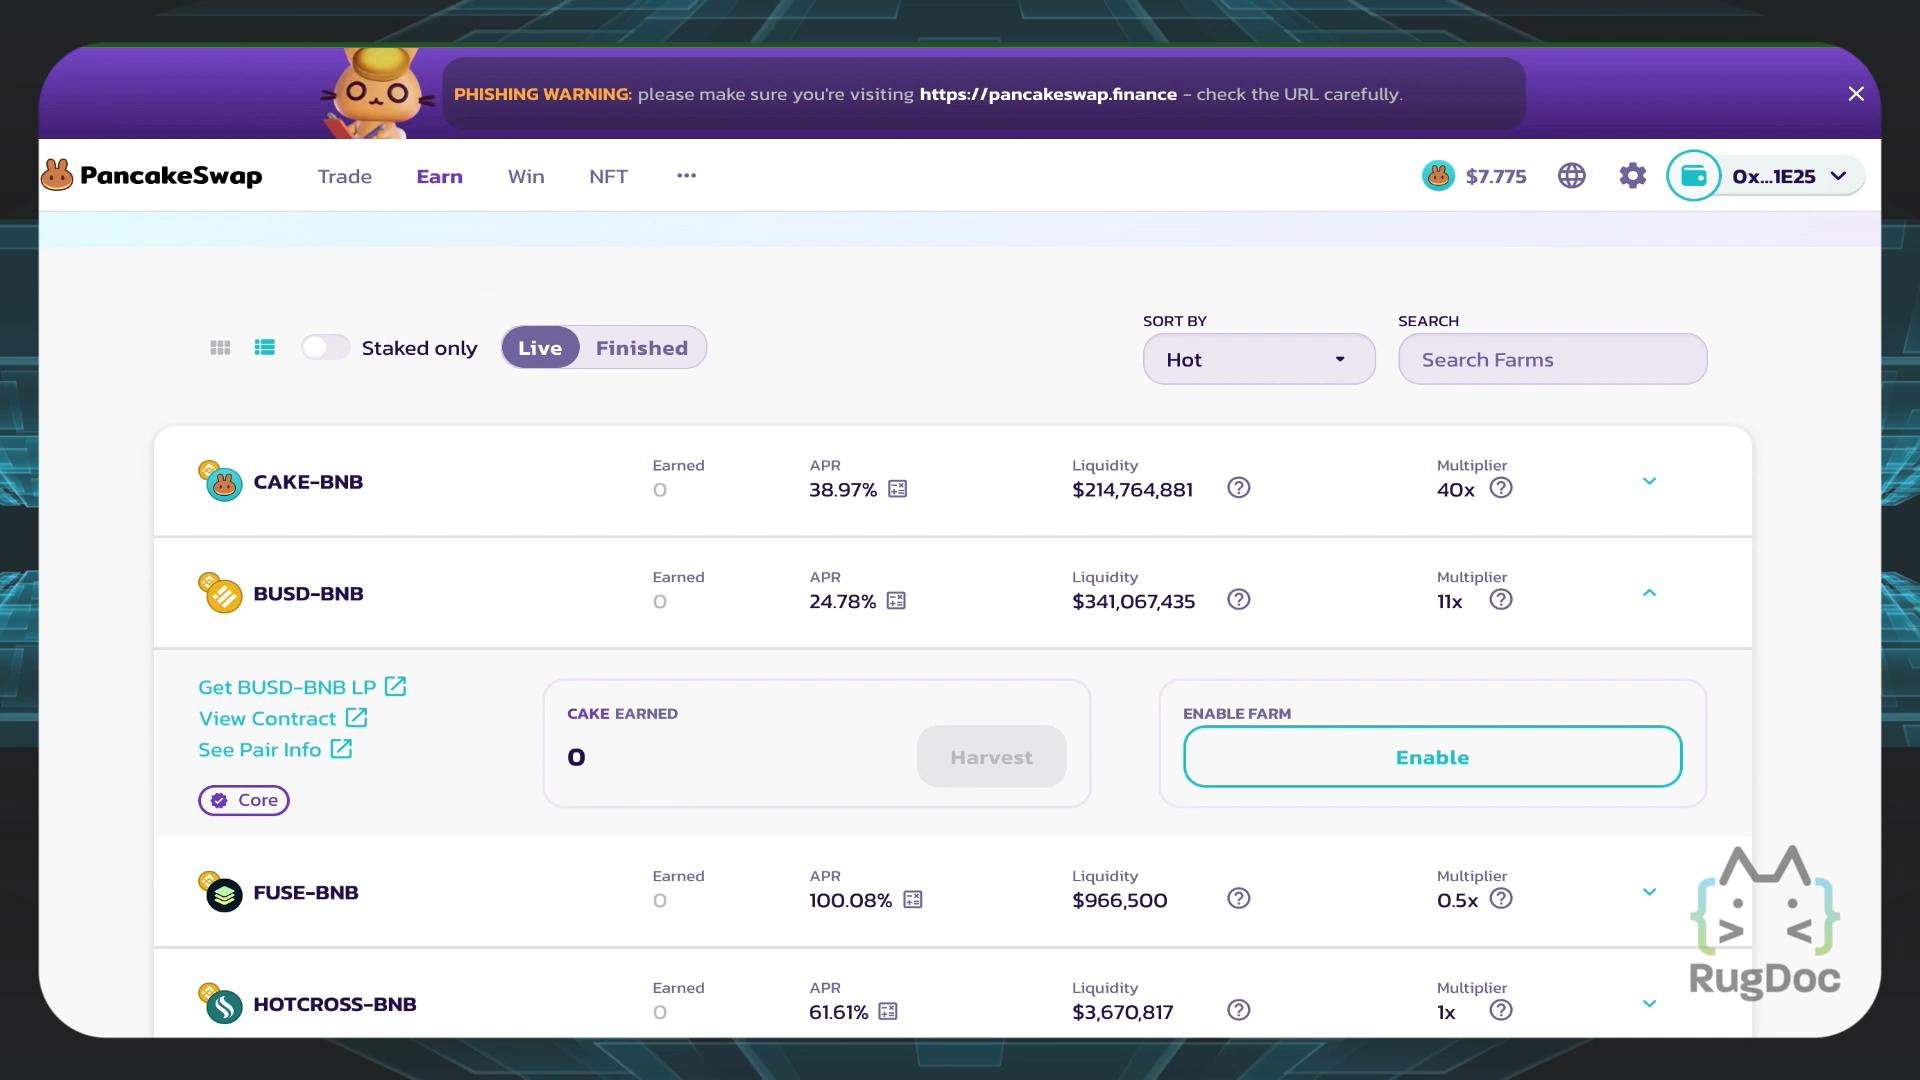 PHISHING WARNING: please make sure you're visiting https://pancakeswap.finance - check the URL carefully.
PancakeSwap Trade Earn Win NFT ... $7.775 0x...1E25
Staked only Live Finished
SORT BY
Hot
SEARCH
Search Farms
CAKE-BNB
Earned
0
APR
38.97%
Liquidity
$214,764,881
Multiplier
40x
BUSD-BNB
Earned
0
APR
24.78%
Liquidity
$341,067,435
Multiplier
11x
Get BUSD-BNB LP
View Contract
See Pair Info
Core
CAKE EARNED
0
Harvest
ENABLE FARM
Enable
FUSE-BNB
Earned
0
APR
100.08%
Liquidity
$966,500
Multiplier
0.5x
HOTCROSS-BNB
Earned
0
APR
61.61%
Liquidity
$3,670,817
Multiplier
1x
RugDoc